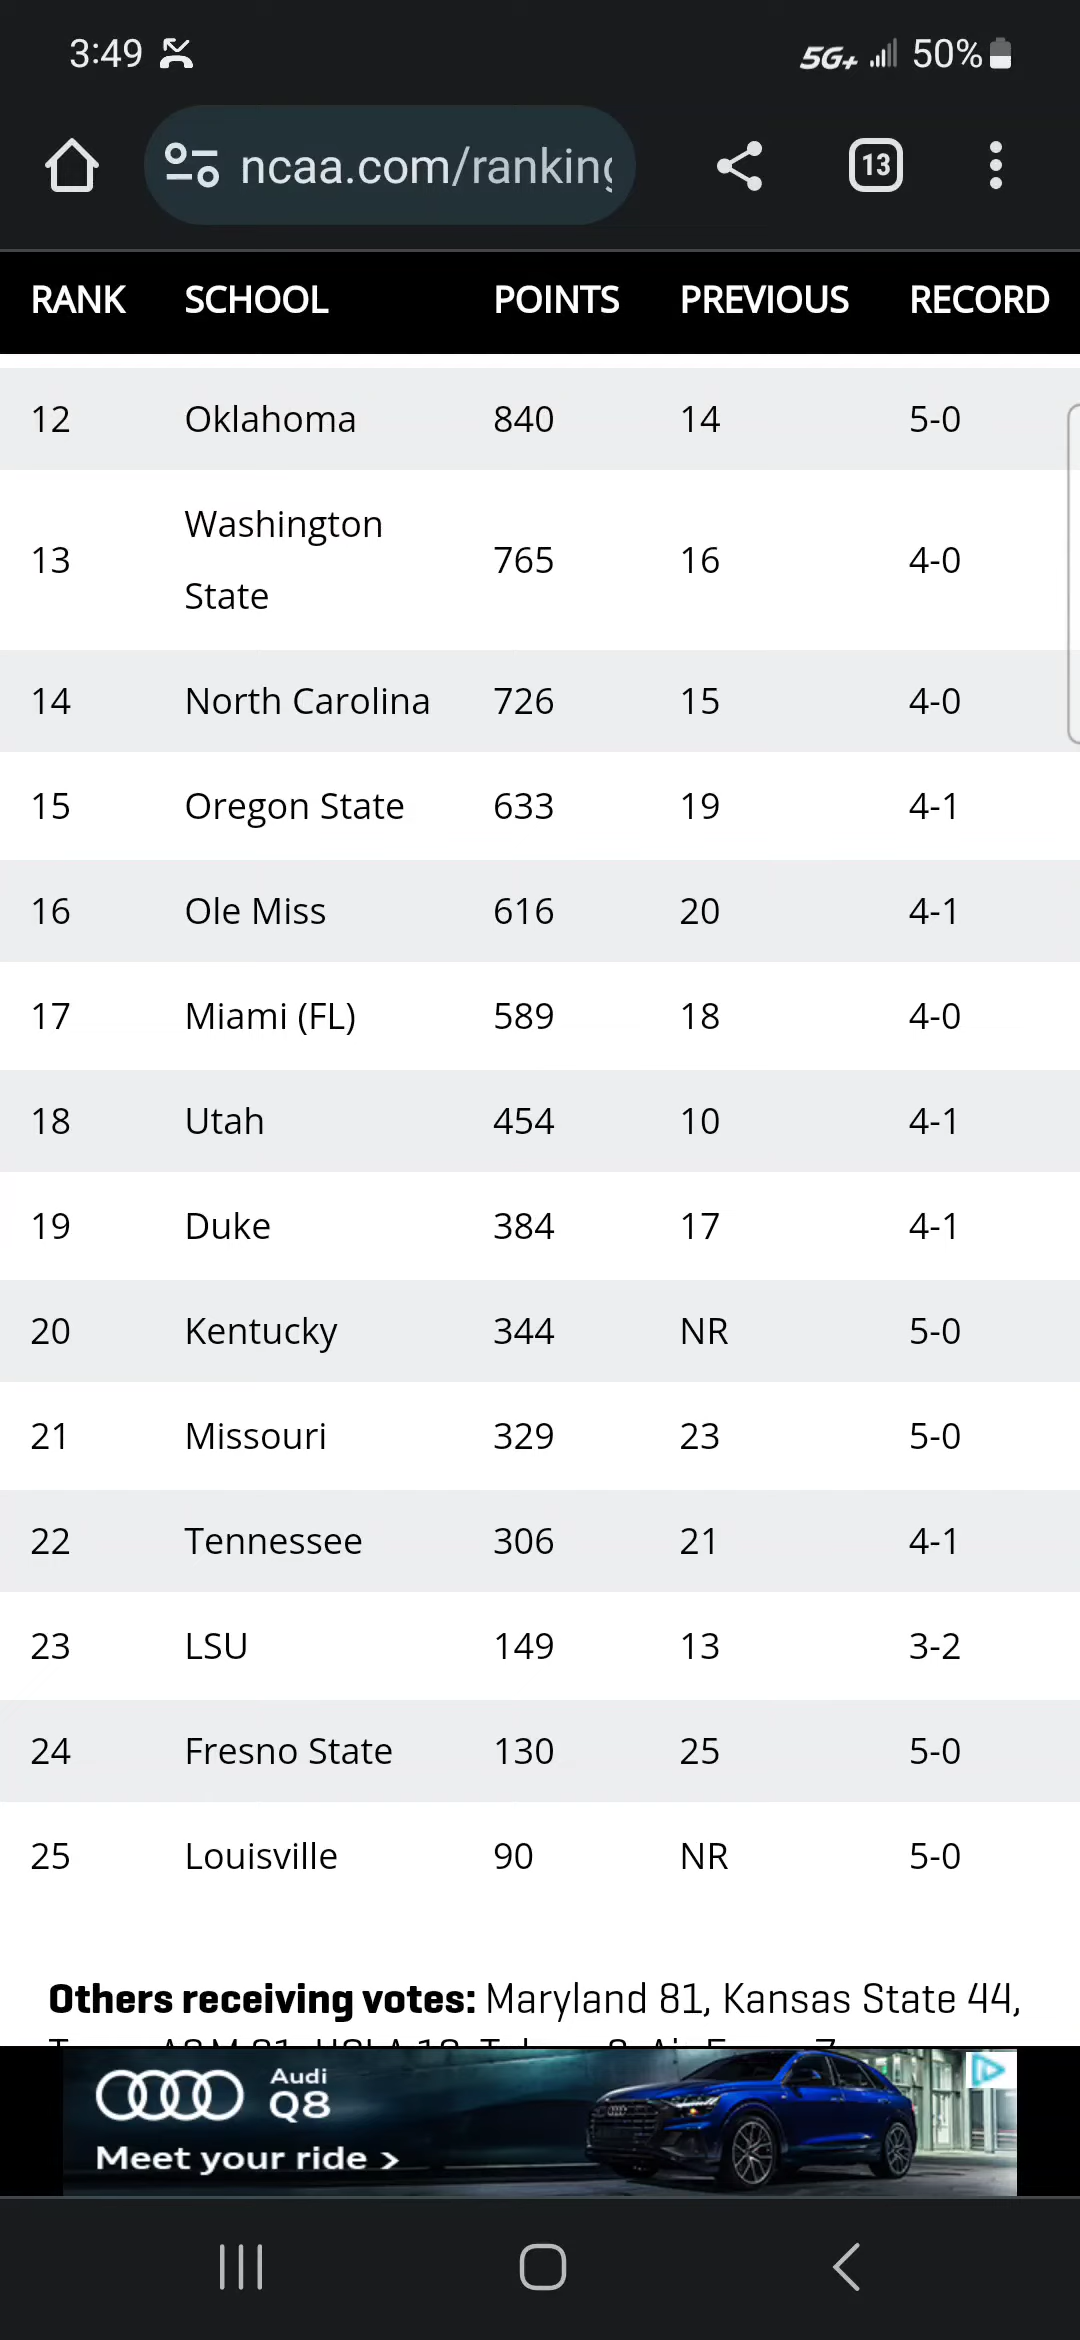 3:49 5G+ 50%
ncaa.com/ranking 13
RANK SCHOOL POINTS PREVIOUS RECORD
12 Oklahoma 840 14 5-0
13 Washington State 765 16 4-0
14 North Carolina 726 15 4-0
15 Oregon State 633 19 4-1
16 Ole Miss 616 20 4-1
17 Miami (FL) 589 18 4-0
18 Utah 454 10 4-1
19 Duke 384 17 4-1
20 Kentucky 344 NR 5-0
21 Missouri 329 23 5-0
22 Tennessee 306 21 4-1
23 LSU 149 13 3-2
24 Fresno State 130 25 5-0
25 Louisville 90 NR 5-0
Others receiving votes: Maryland 81, Kansas State 44,
Audi
Q8
Meet your ride >